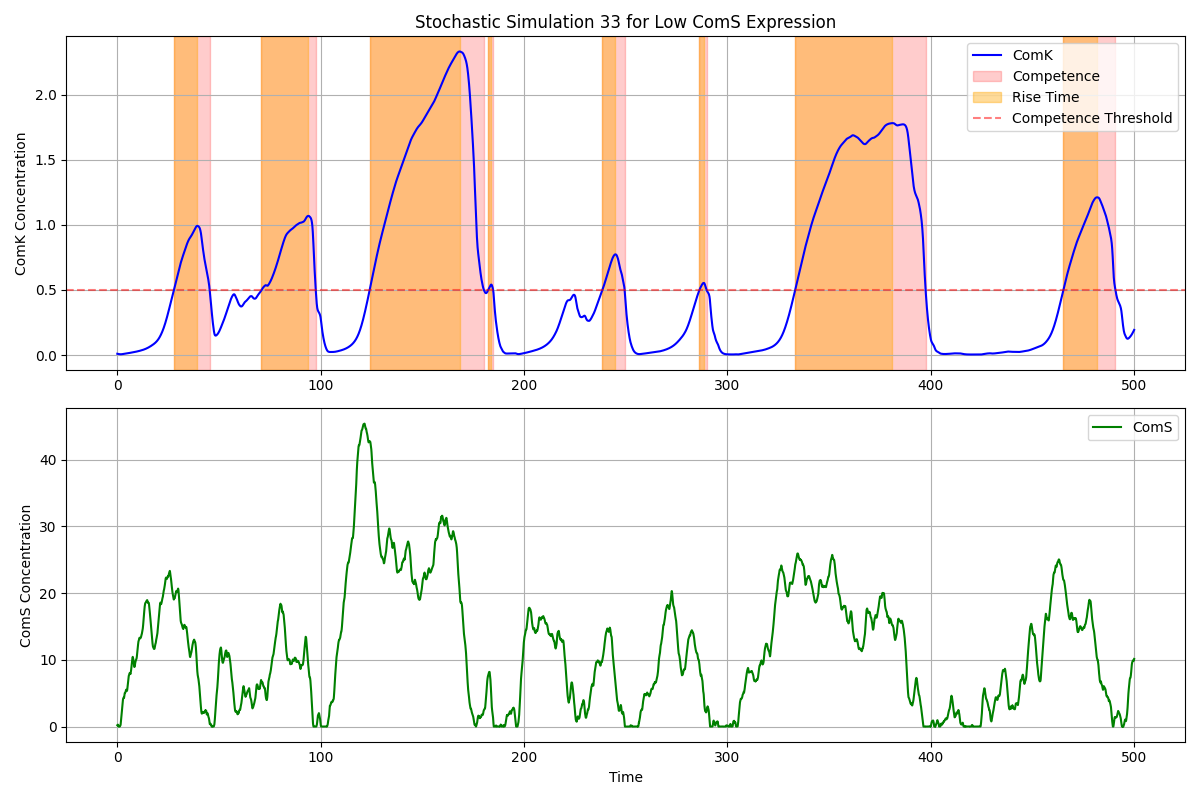 Stochastic Simulation 33 for Low ComS Expression
ComK Concentration
2.0
1.5
1.0
0.5
0.0
ComK
Competence
Rise Time
Competence Threshold
0 100 200 300 400 500
ComS Concentration
40
30
20
10
0
ComS
0 100 200 300 400 500
Time